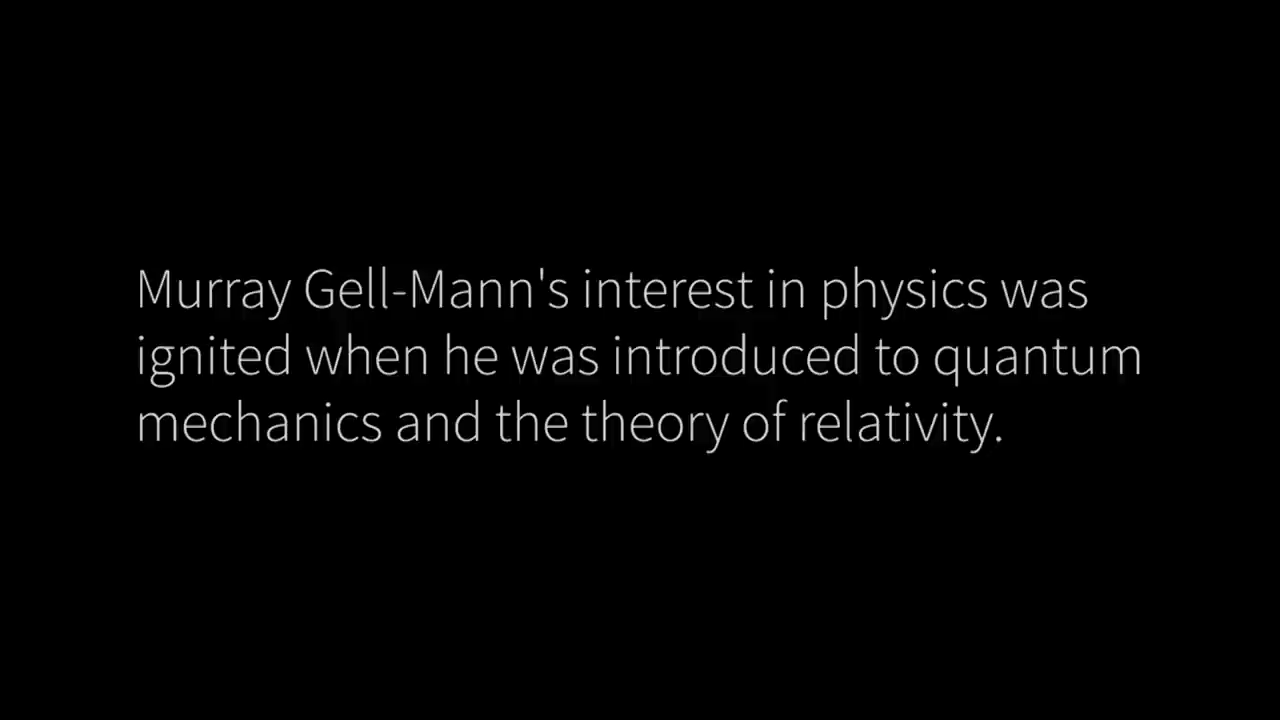 Murray Gell-Mann's interest in physics was
ignited when he was introduced to quantum
mechanics and the theory of relativity.